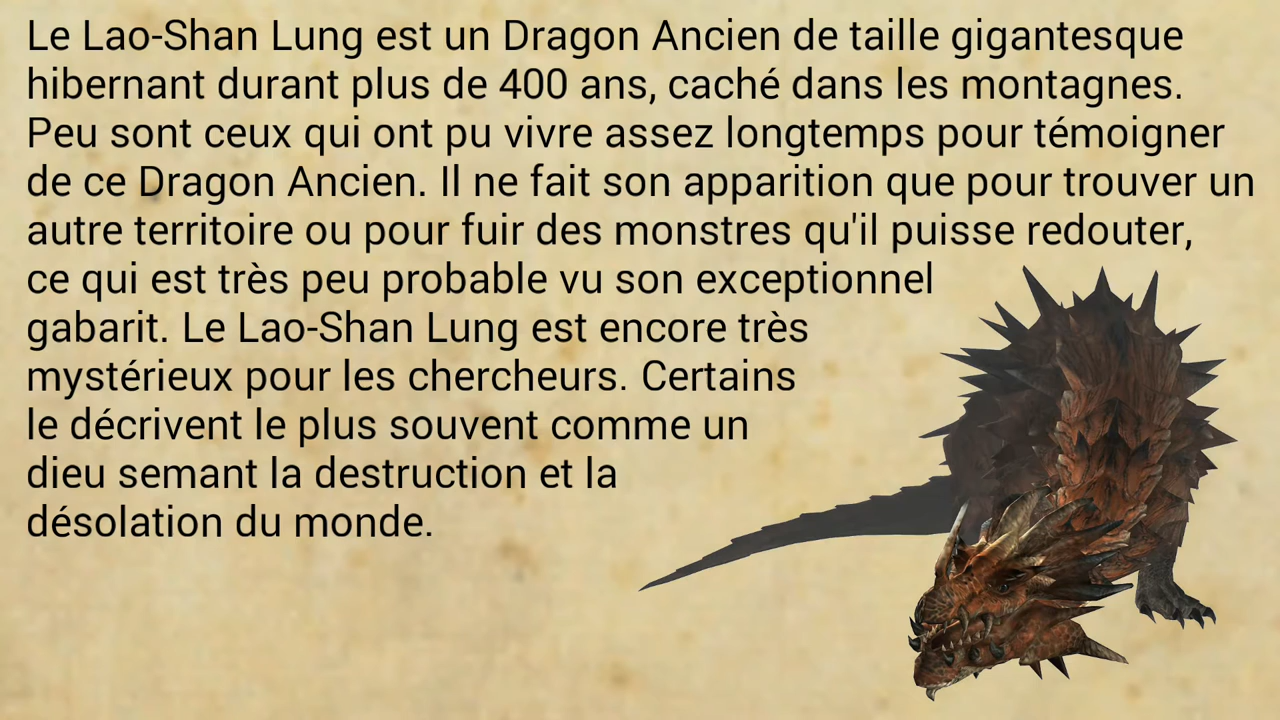 Le Lao-Shan Lung est un Dragon Ancien de taille gigantesque
hibernant durant plus de 400 ans, caché dans les montagnes.
Peu sont ceux qui ont pu vivre assez longtemps pour témoigner
de ce Dragon Ancien. Il ne fait son apparition que pour trouver un
autre territoire ou pour fuir des monstres qu'il puisse redouter,
ce qui est très peu probable vu son exceptionnel
gabarit. Le Lao-Shan Lung est encore très
mystérieux pour les chercheurs. Certains
le décrivent le plus souvent comme un
dieu semant la destruction et la
désolation du monde.